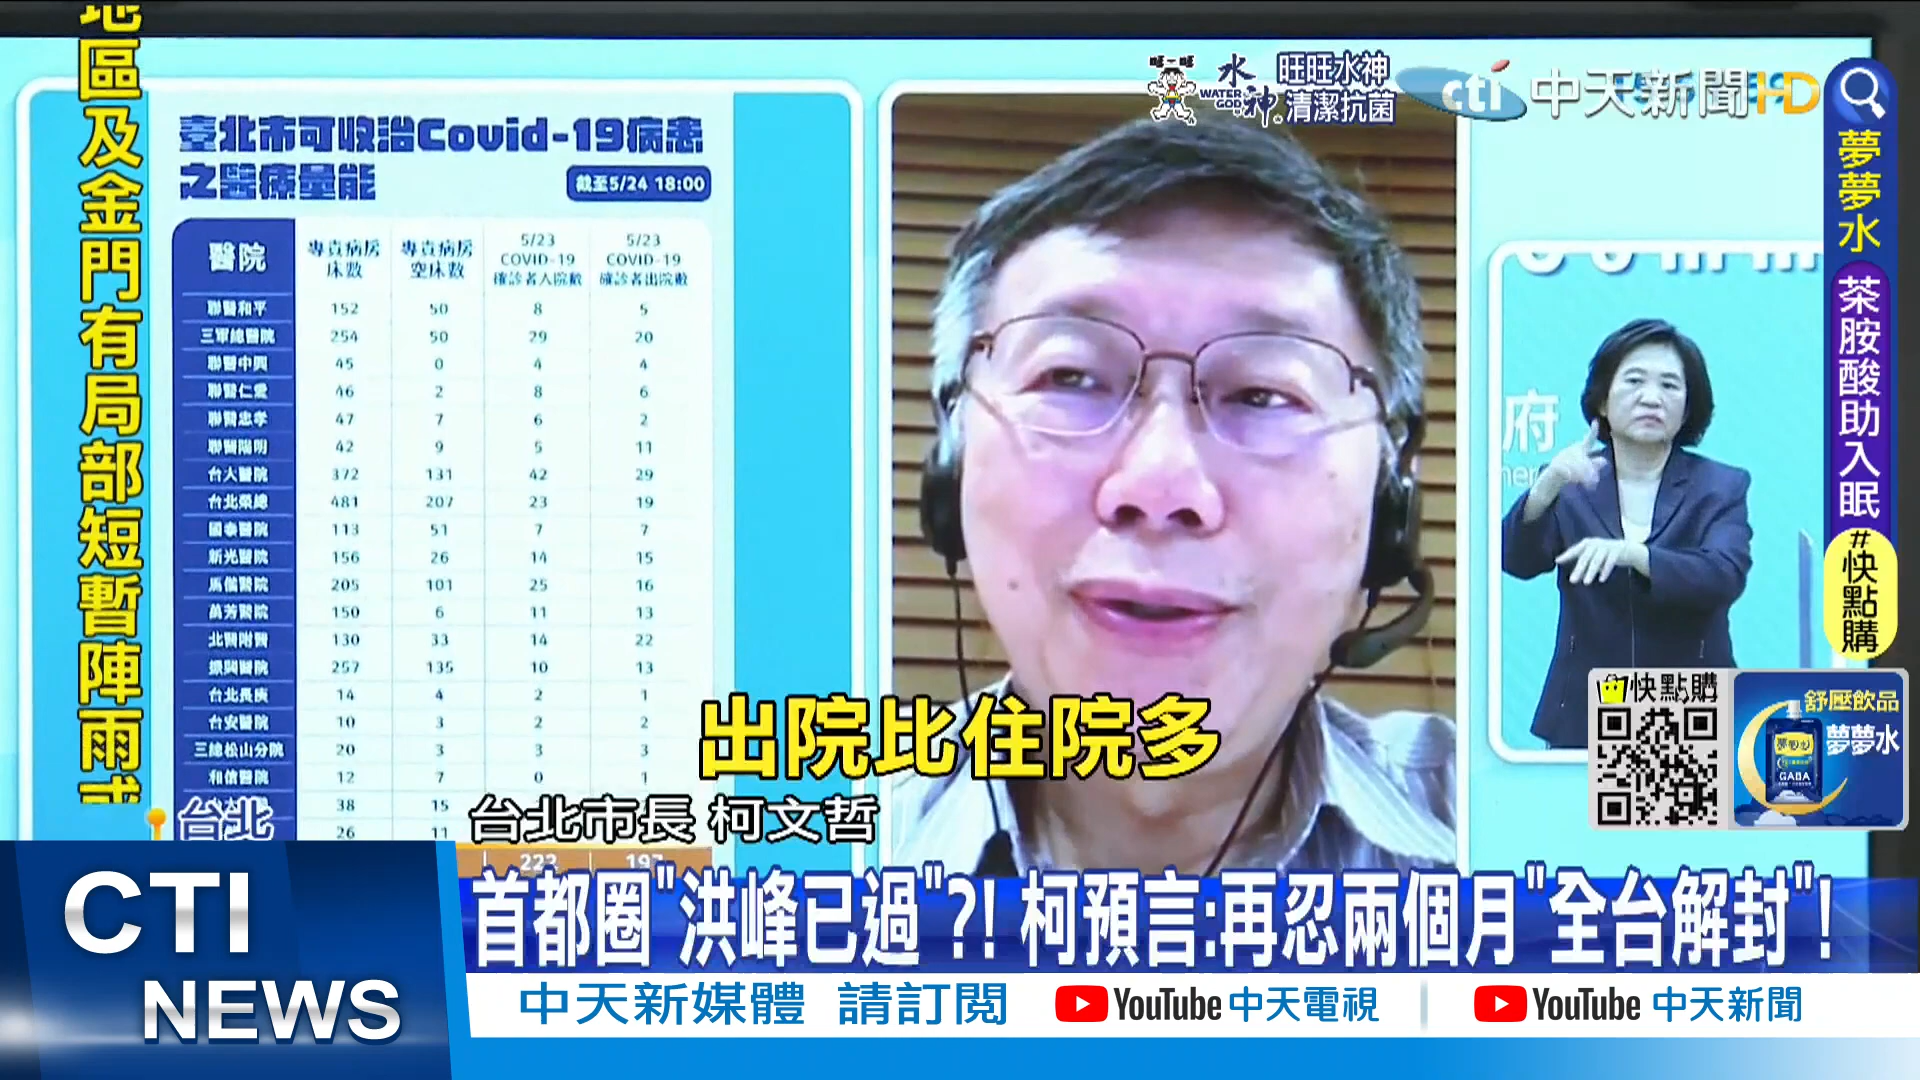 地區及金門有局部短暫陣雨或
臺北市可收治Covid-19病患
之醫療量能
截至5/24 18:00
醫院 專責病房床數 專責病房空床數 5/23 COVID-19 確診者入院數 5/23 COVID-19 確診者出院數
聯醫和平 152 50 8 5
三軍總醫院 254 50 29 20
聯醫中興 45 0 4 4
聯醫仁愛 46 2 8 6
聯醫忠孝 47 7 6 2
聯醫陽明 42 9 5 11
台大醫院 372 131 42 29
台北榮總 481 207 23 19
國泰醫院 113 51 7 7
新光醫院 156 26 14 15
馬偕醫院 205 101 25 16
萬芳醫院 150 6 11 13
北醫附醫 130 33 14 22
振興醫院 257 135 10 13
台北長庚 14 4 2 1
台安醫院 10 3 2 2
三總松山分院 20 3 3 3
和信醫院 12 7 0 1
38 15
26 11
223
旺一旺
水神
WATER GOD
旺旺水神
清潔抗菌
cti 中天新聞HD
夢夢水
茶胺酸助入眠
#快點購
府
快點購
舒壓飲品
夢夢水
GABA
出院比住院多
台北
台北市長 柯文哲
CTI NEWS
首都圈"洪峰已過"?! 柯預言:再忍兩個月"全台解封"!
中天新媒體 請訂閱 YouTube 中天電視 YouTube 中天新聞